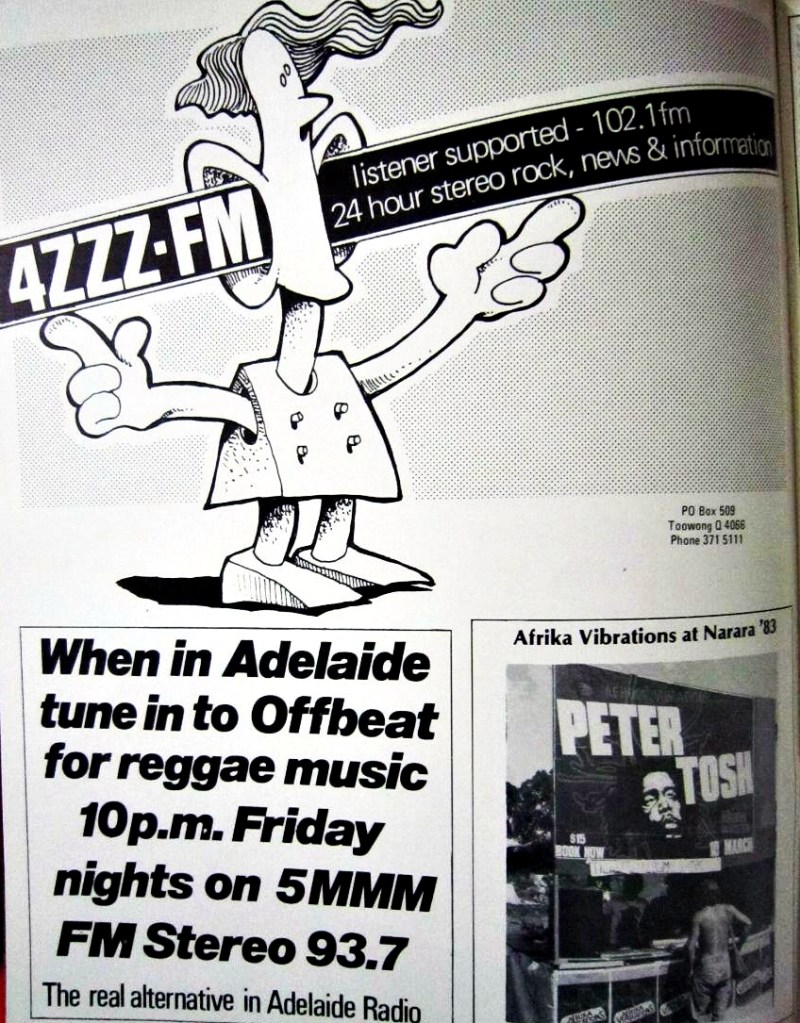 4ZZZ-FM
listener supported - 102.1fm
24 hour stereo rock, news & information
PO Box 509
Toowong Q 4066
Phone 371 5111
When in Adelaide
tune in to Offbeat
for reggae music
10p.m. Friday
nights on 5MMM
FM Stereo 93.7
The real alternative in Adelaide Radio
Afrika Vibrations at Narara '83
PETER
TOSH
$15
BOOK NOW
MARCH